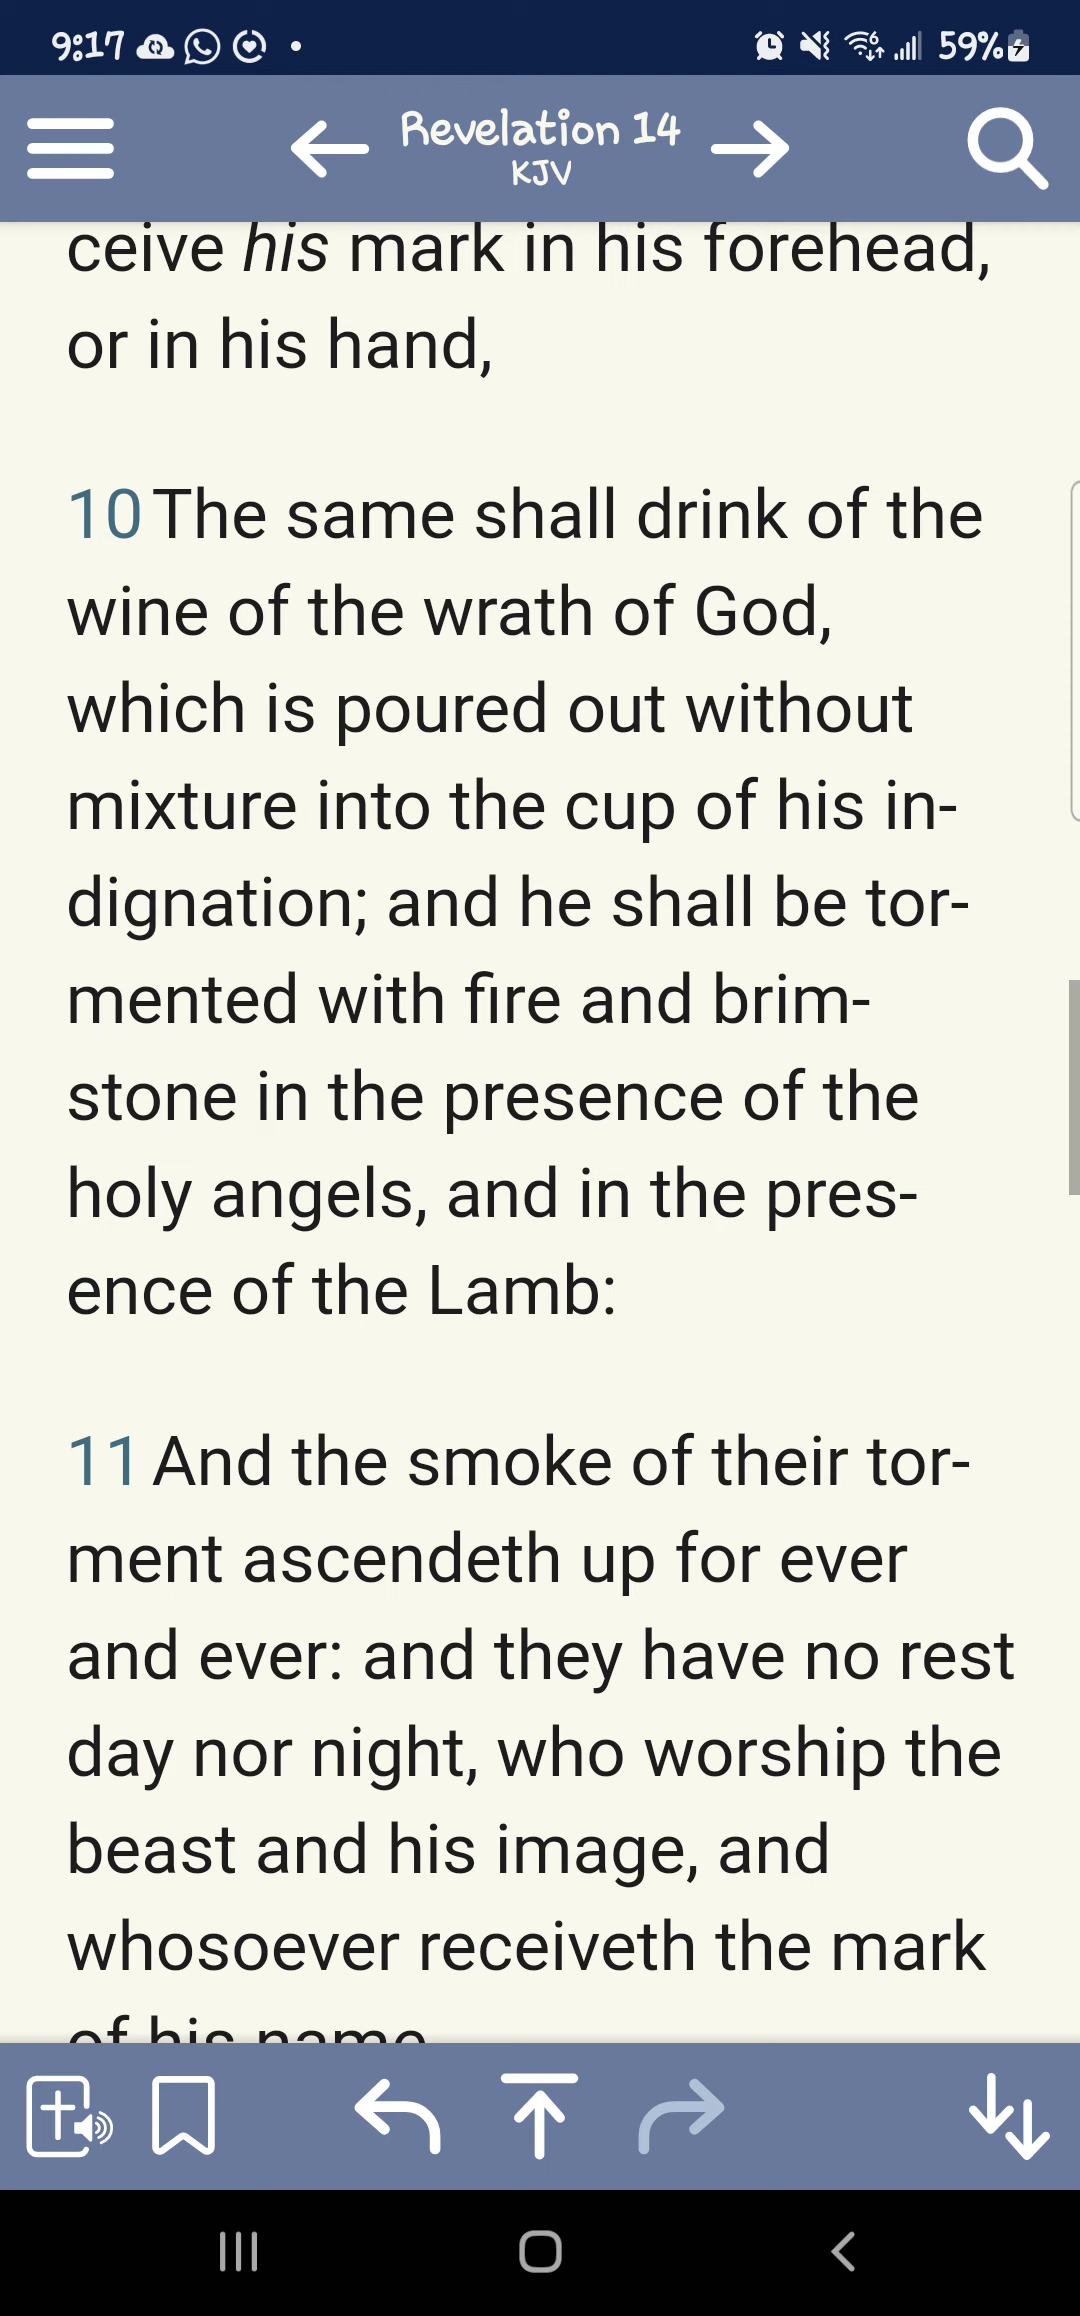 9:17
6
59%
Revelation 14
KJV
ceive his mark in his forehead,
or in his hand,
10 The same shall drink of the
wine of the wrath of God,
which is poured out without
mixture into the cup of his in-
dignation; and he shall be tor-
mented with fire and brim-
stone in the presence of the
holy angels, and in the pres-
ence of the Lamb:
11 And the smoke of their tor-
ment ascendeth up for ever
and ever: and they have no rest
day nor night, who worship the
beast and his image, and
whosoever receiveth the mark
of his name